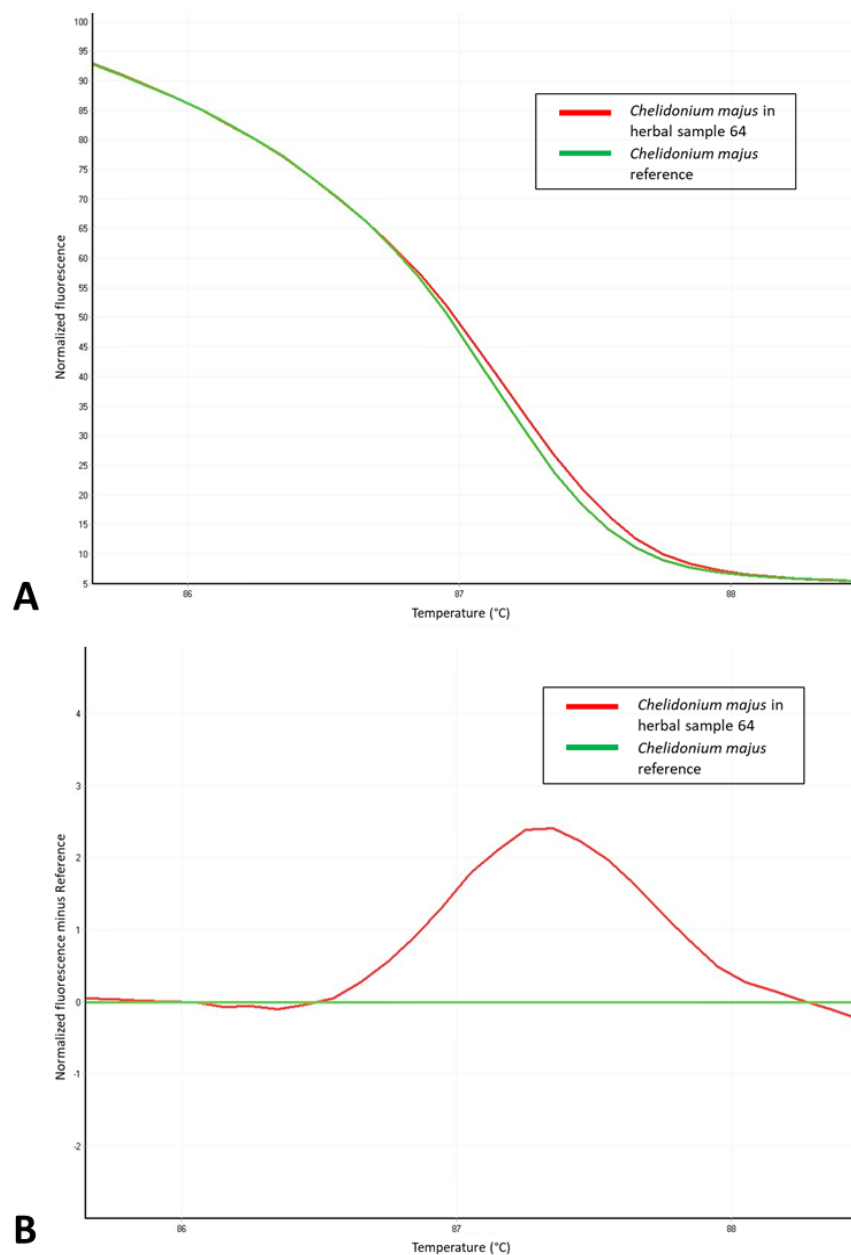 100
95
90
85
80
75
70
65
60
55
50
45
40
35
30
25
20
15
10
5
Normalized fluorescence
Chelidonium majus in
herbal sample 64
Chelidonium majus
reference
86
87
88
Temperature (°C)
A
4
3
2
1
0
-1
-2
Normalized fluorescence minus Reference
Chelidonium majus in
herbal sample 64
Chelidonium majus
reference
86
87
88
Temperature (°C)
B